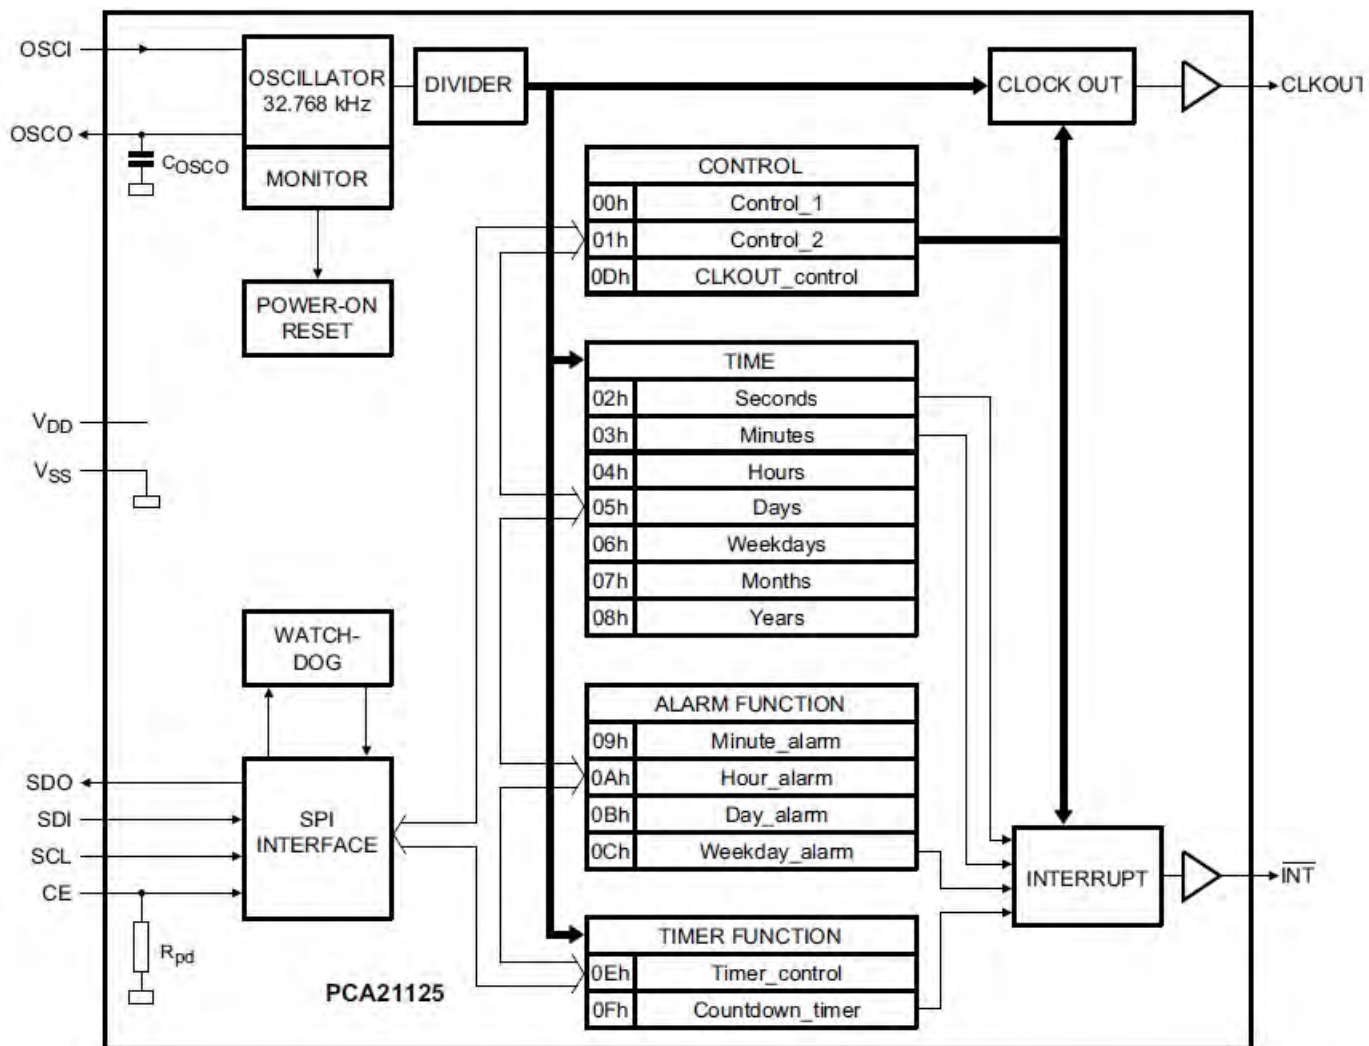 OSCI
OSCILLATOR
32.768 kHz
DIVIDER
CLOCK OUT
CLKOUT
OSCO
COSCO
MONITOR
POWER-ON
RESET
CONTROL
00h Control_1
01h Control_2
0Dh CLKOUT_control
TIME
02h Seconds
03h Minutes
04h Hours
05h Days
06h Weekdays
07h Months
08h Years
VDD
VSS
WATCH-
DOG
ALARM FUNCTION
09h Minute_alarm
0Ah Hour_alarm
0Bh Day_alarm
0Ch Weekday_alarm
SDO
SDI
SCL
CE
SPI
INTERFACE
INTERRUPT
INT
Rpd
PCA21125
TIMER FUNCTION
0Eh Timer_control
0Fh Countdown_timer